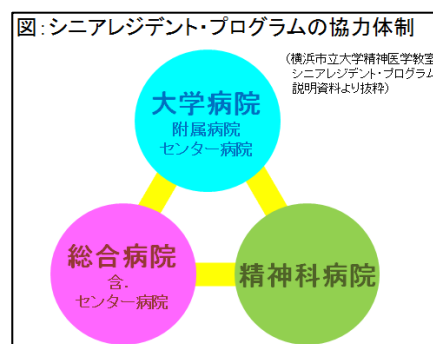 図：シニアレジデント・プログラムの協力体制
（横浜市立大学精神医学教室
シニアレジデント・プログラム
説明資料より抜粋）
大学病院
附属病院
センター病院
総合病院
含.
センター病院
精神科病院